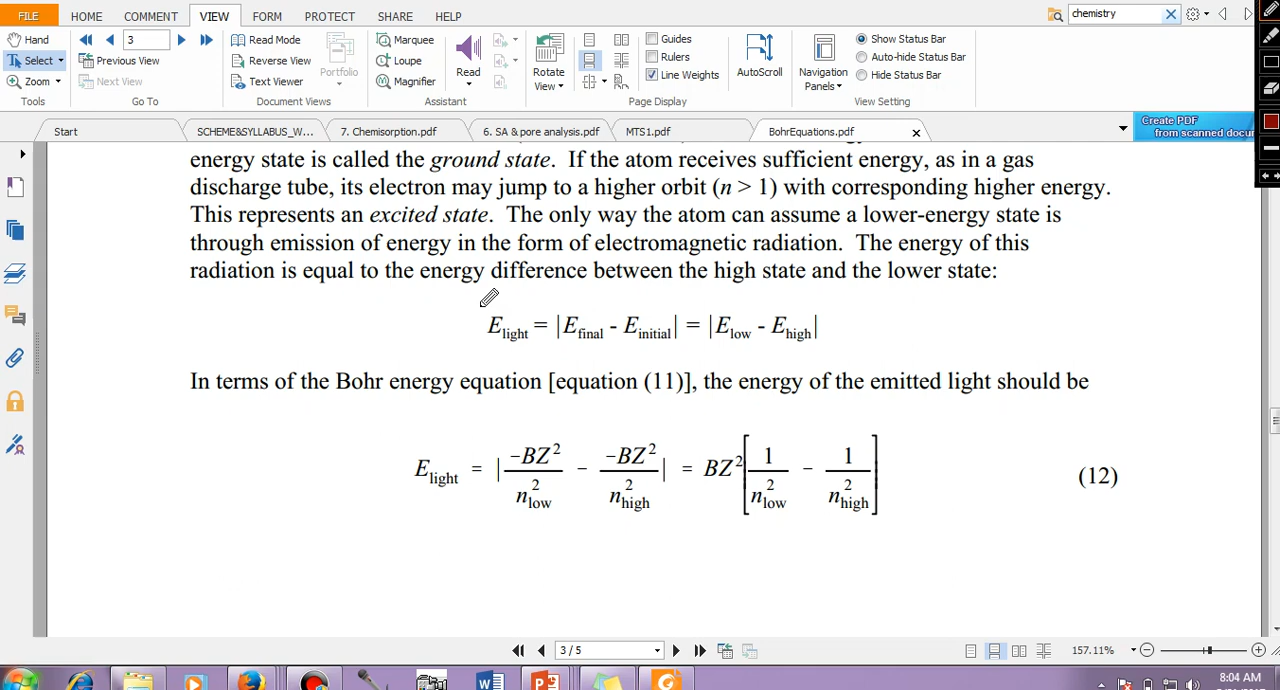 FILE HOME COMMENT VIEW FORM PROTECT SHARE HELP chemistry
Hand 3 Read Mode Marquee Guides Show Status Bar
Select Previous View Reverse View Loupe Rulers Auto-hide Status Bar
Zoom Next View Text Viewer Portfolio Magnifier Read Rotate View Line Weights AutoScroll Navigation Panels Hide Status Bar
Tools Go To Document Views Assistant Page Display View Setting
Start SCHEME&SYLLABUS_W... 7. Chemisorption.pdf 6. SA & pore analysis.pdf MTS1.pdf BohrEquations.pdf Create PDF
from scanned docu
energy state is called the ground state. If the atom receives sufficient energy, as in a gas
discharge tube, its electron may jump to a higher orbit (n > 1) with corresponding higher energy.
This represents an excited state. The only way the atom can assume a lower-energy state is
through emission of energy in the form of electromagnetic radiation. The energy of this
radiation is equal to the energy difference between the high state and the lower state:
E_light = |E_final - E_initial| = |E_low - E_high|
In terms of the Bohr energy equation [equation (11)], the energy of the emitted light should be
E_light = |−BZ²/n²_low − −BZ²/n²_high| = BZ²[1/n²_low − 1/n²_high] (12)
3 / 5 157.11%
8:04 AM